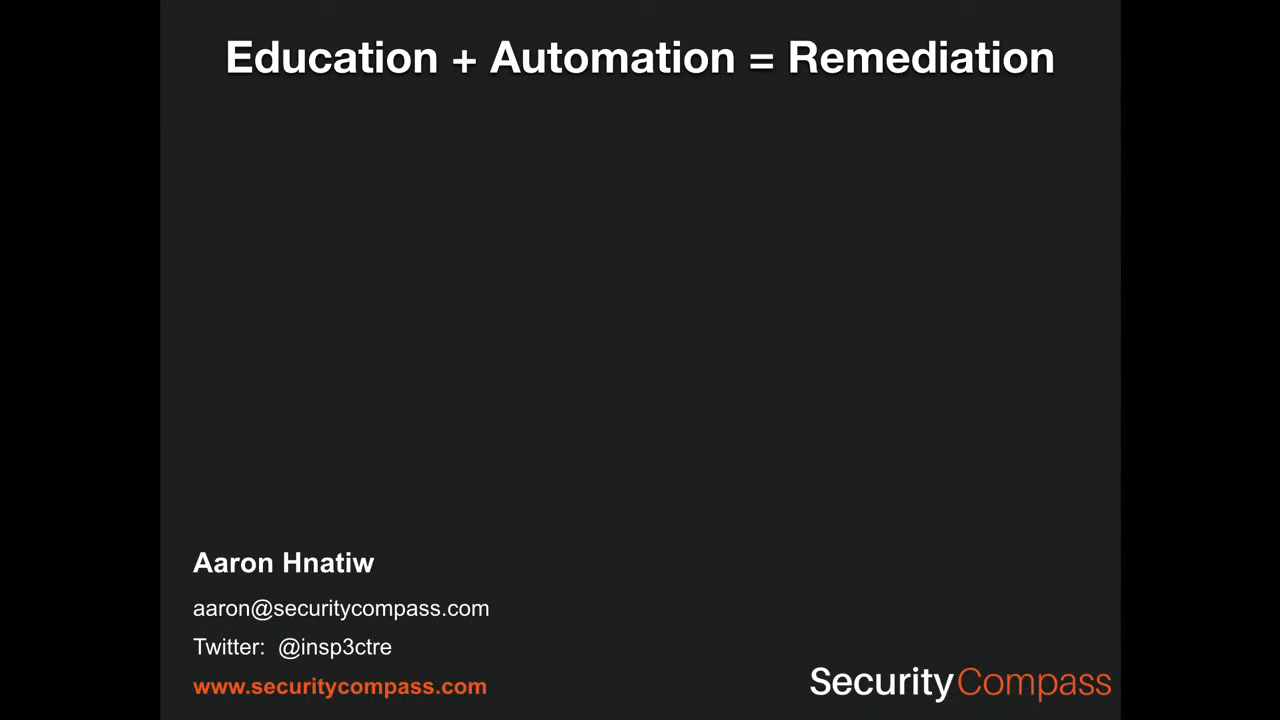 Education + Automation = Remediation
Aaron Hnatiw
aaron@securitycompass.com
Twitter: @insp3ctre
www.securitycompass.com
SecurityCompass